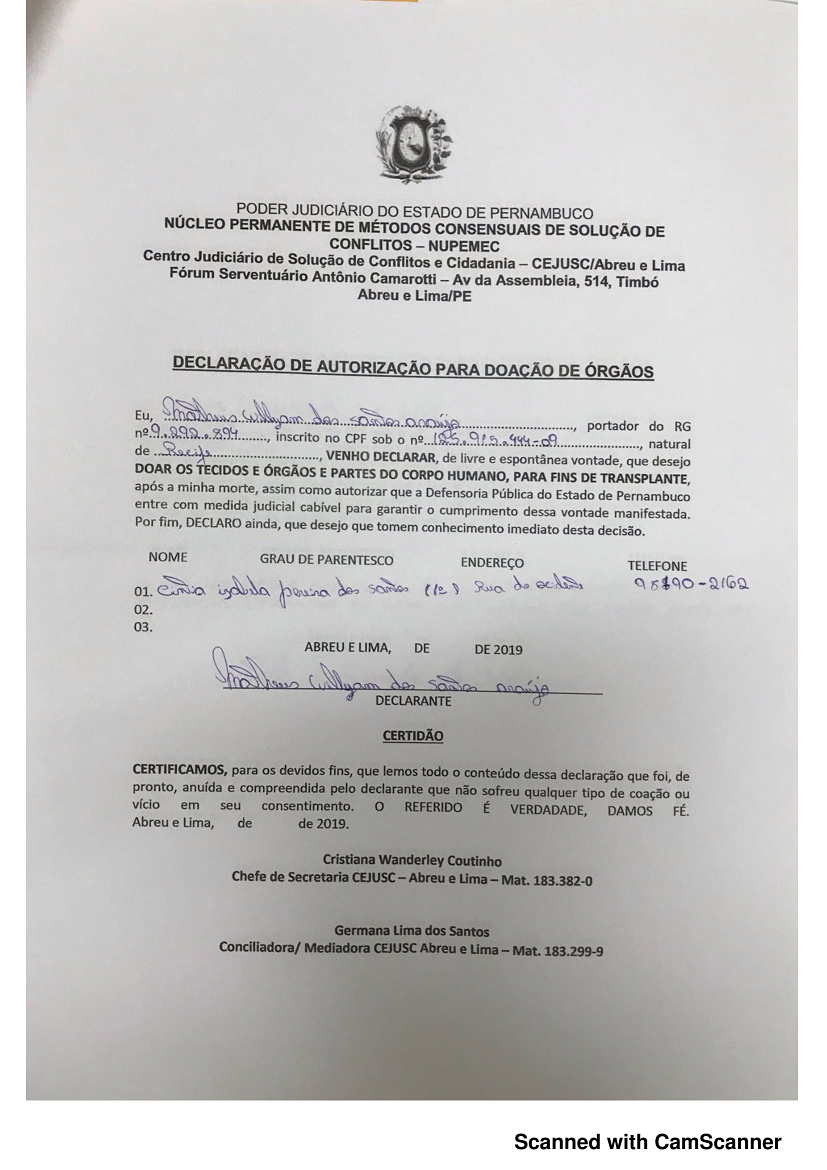 PODER JUDICIÁRIO DO ESTADO DE PERNAMBUCO
NÚCLEO PERMANENTE DE MÉTODOS CONSENSUAIS DE SOLUÇÃO DE
CONFLITOS – NUPEMEC
Centro Judiciário de Solução de Conflitos e Cidadania – CEJUSC/Abreu e Lima
Fórum Serventuário Antônio Camarotti – Av da Assembleia, 514, Timbó
Abreu e Lima/PE
DECLARAÇÃO DE AUTORIZAÇÃO PARA DOAÇÃO DE ÓRGÃOS
Eu, Matheus Willyam dos santos araújo, portador do RG
nº 9.292.894, inscrito no CPF sob o nº 125.915.444-09, natural
de Recife, VENHO DECLARAR, de livre e espontânea vontade, que desejo
DOAR OS TECIDOS E ÓRGÃOS E PARTES DO CORPO HUMANO, PARA FINS DE TRANSPLANTE,
após a minha morte, assim como autorizar que a Defensoria Pública do Estado de Pernambuco
entre com medida judicial cabível para garantir o cumprimento dessa vontade manifestada.
Por fim, DECLARO ainda, que desejo que tomem conhecimento imediato desta decisão.
NOME GRAU DE PARENTESCO ENDEREÇO TELEFONE
01. pereira dos santos (1º) Rua do 98190-2162
02.
03.
ABREU E LIMA, DE DE 2019
Matheus Willyam dos santos araújo
DECLARANTE
CERTIDÃO
CERTIFICAMOS, para os devidos fins, que lemos todo o conteúdo dessa declaração que foi, de
pronto, anuída e compreendida pelo declarante que não sofreu qualquer tipo de coação ou
vício em seu consentimento. O REFERIDO É VERDADADE, DAMOS FÉ.
Abreu e Lima, de de 2019.
Cristiana Wanderley Coutinho
Chefe de Secretaria CEJUSC – Abreu e Lima – Mat. 183.382-0
Germana Lima dos Santos
Conciliadora/ Mediadora CEJUSC Abreu e Lima – Mat. 183.299-9
Scanned with CamScanner